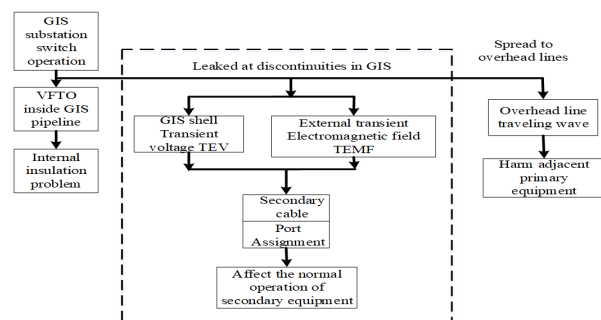 GIS
substation
switch
operation
VFTO
inside GIS
pipeline
Internal
insulation
problem
Leaked at discontinuities in GIS
GIS shell
Transient
voltage TEV
External transient
Electromagnetic field
TEMF
Secondary
cable
Port
Assignment
Affect the normal
operation of
secondary equipment
Spread to
overhead lines
Overhead line
traveling wave
Harm adjacent
primary
equipment